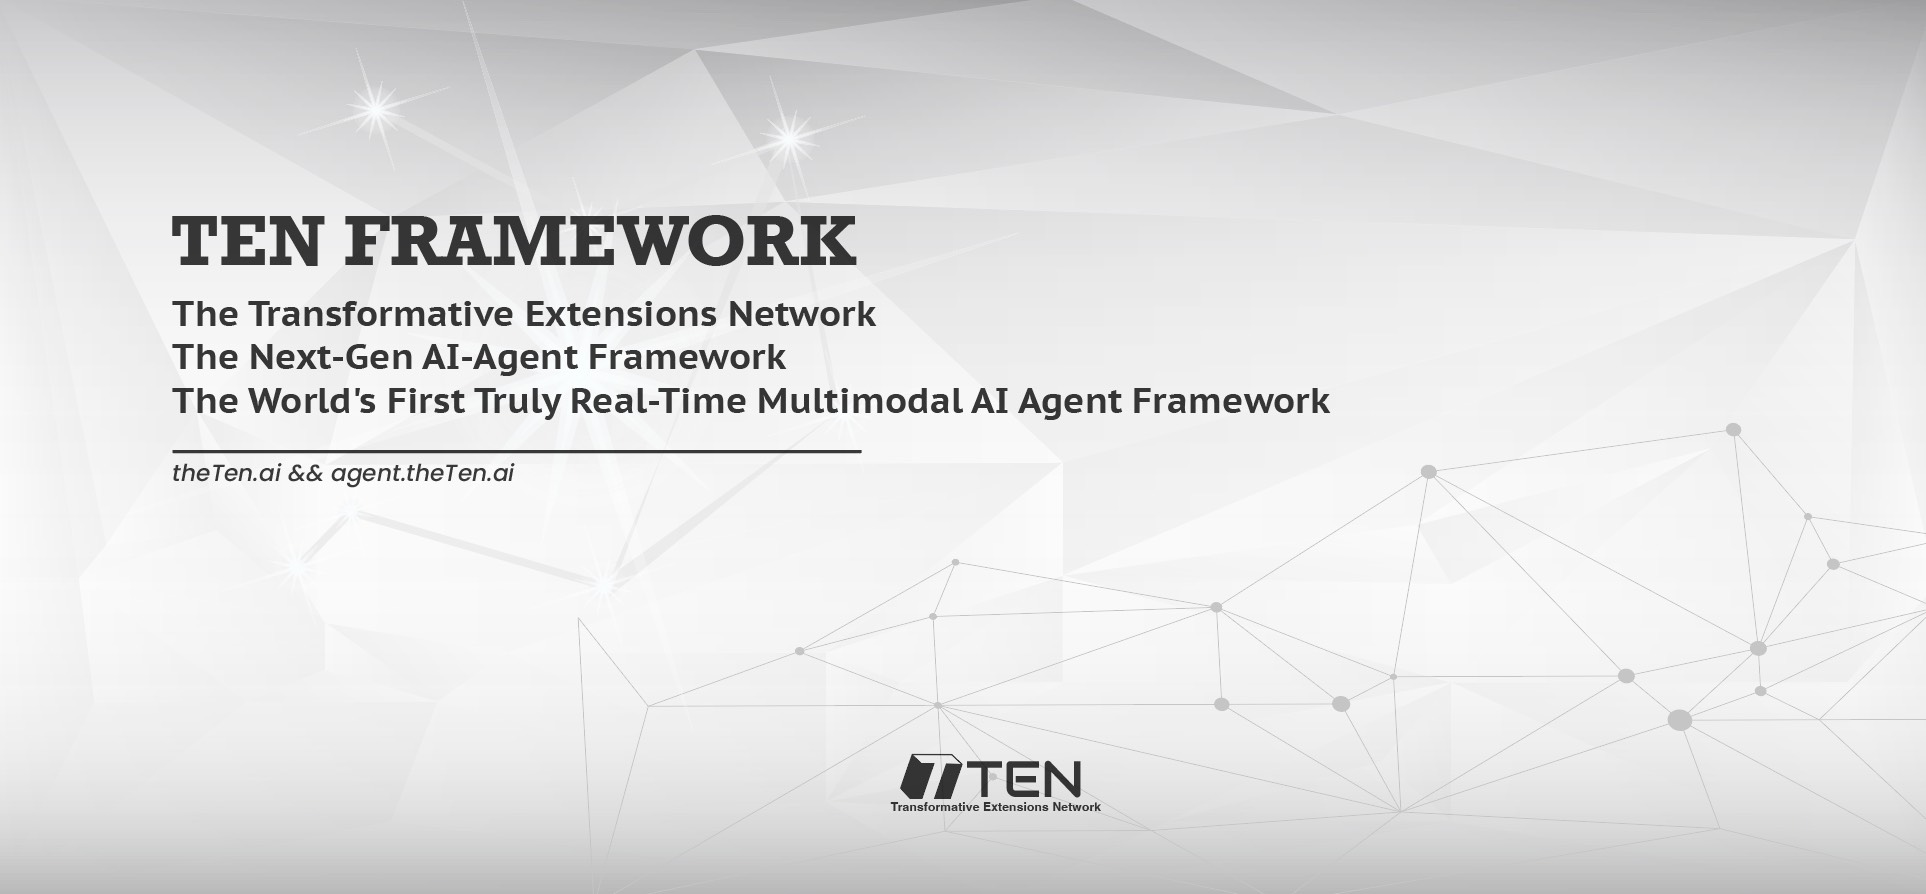 TEN FRAMEWORK
The Transformative Extensions Network
The Next-Gen AI-Agent Framework
The World's First Truly Real-Time Multimodal AI Agent Framework
theTen.ai && agent.theTen.ai
TEN
Transformative Extensions Network